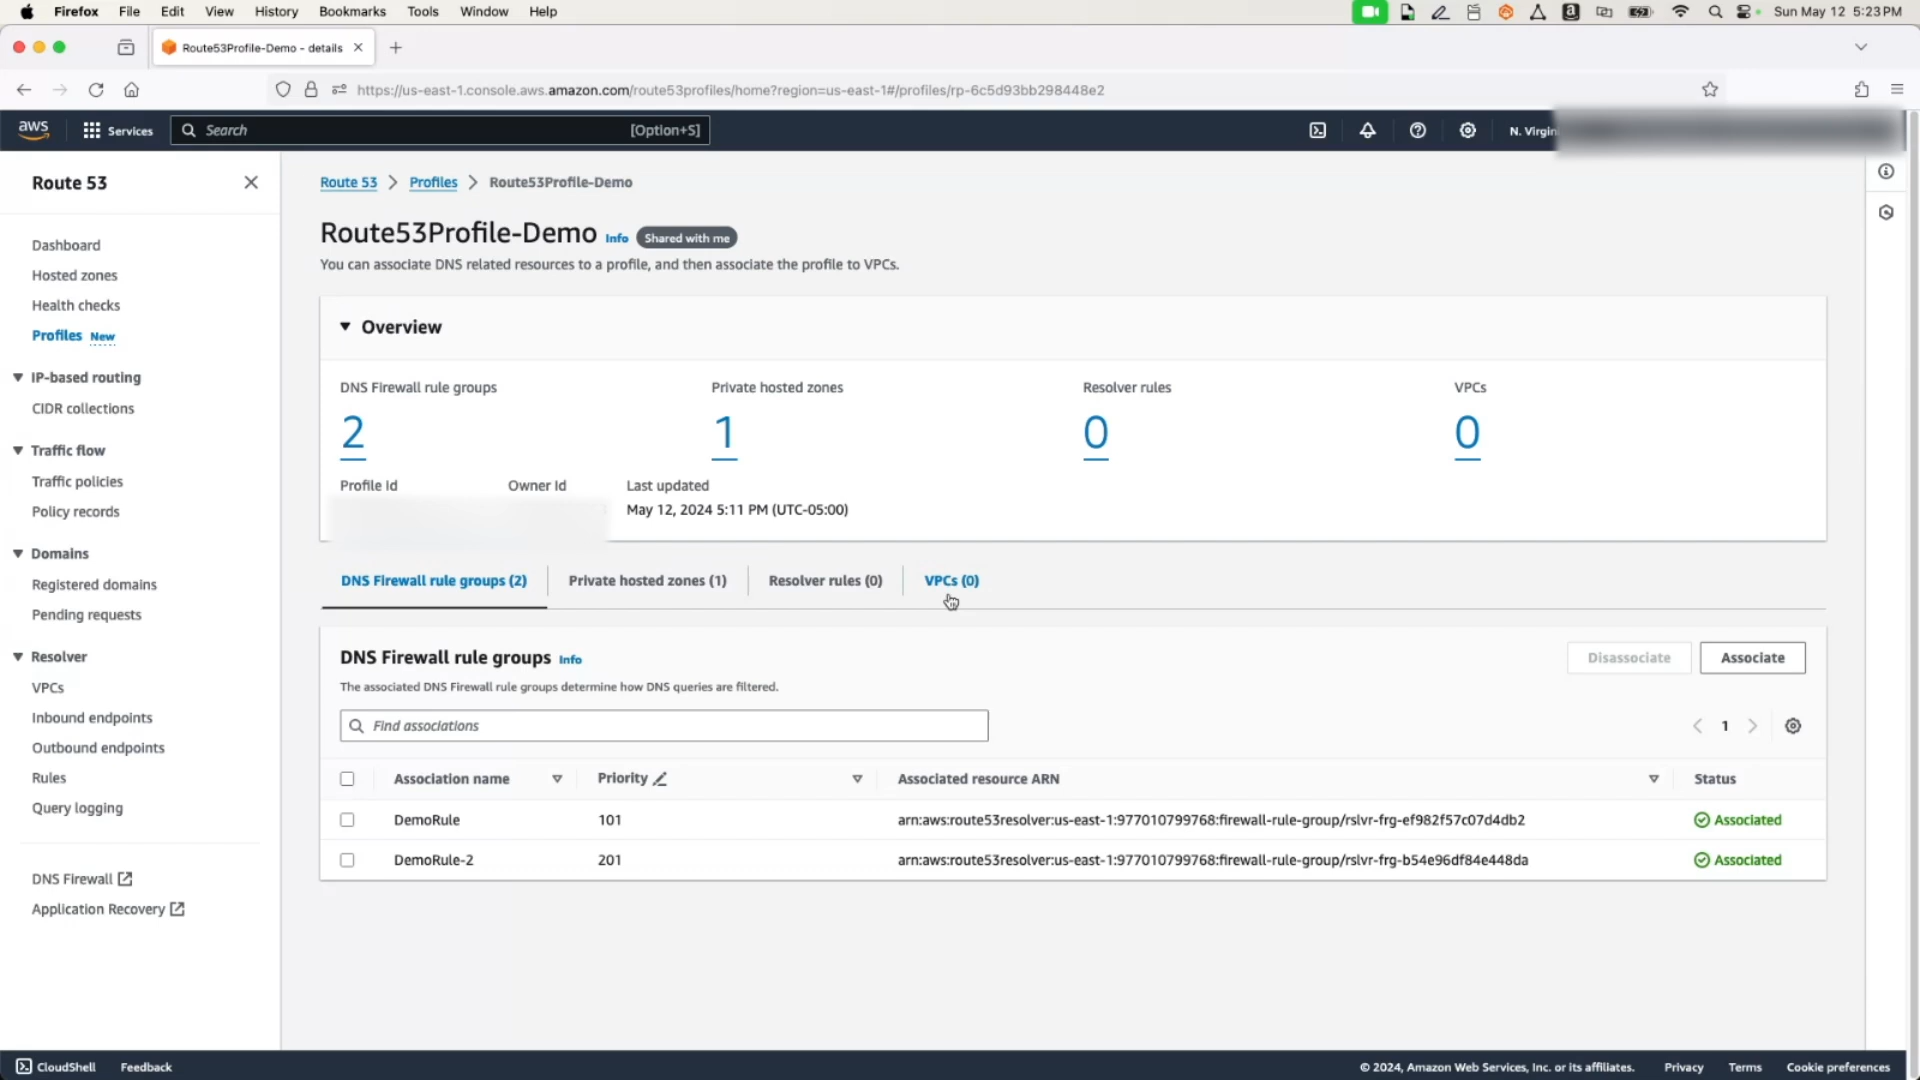 Firefox File Edit View History Bookmarks Tools Window Help Sun May 12 5:23 PM
Route53Profile-Demo - details
https://us-east-1.console.aws.amazon.com/route53profiles/home?region=us-east-1#/profiles/rp-6c5d93bb298448e2
aws Services Search [Option+S] N. Virgin
Route 53
Dashboard
Hosted zones
Health checks
Profiles New
IP-based routing
CIDR collections
Traffic flow
Traffic policies
Policy records
Domains
Registered domains
Pending requests
Resolver
VPCs
Inbound endpoints
Outbound endpoints
Rules
Query logging
DNS Firewall
Application Recovery
Route 53 Profiles Route53Profile-Demo
Route53Profile-Demo Info Shared with me
You can associate DNS related resources to a profile, and then associate the profile to VPCs.
Overview
DNS Firewall rule groups Private hosted zones Resolver rules VPCs
2 1 0 0
Profile Id Owner Id Last updated
May 12, 2024 5:11 PM (UTC-05:00)
DNS Firewall rule groups (2) Private hosted zones (1) Resolver rules (0) VPCs (0)
DNS Firewall rule groups Info Disassociate Associate
The associated DNS Firewall rule groups determine how DNS queries are filtered.
Find associations 1
Association name Priority Associated resource ARN Status
DemoRule 101 arn:aws:route53resolver:us-east-1:977010799768:firewall-rule-group/rslvr-frg-ef982f57c07d4db2 Associated
DemoRule-2 201 arn:aws:route53resolver:us-east-1:977010799768:firewall-rule-group/rslvr-frg-b54e96df84e448da Associated
CloudShell Feedback © 2024, Amazon Web Services, Inc. or its affiliates. Privacy Terms Cookie preferences